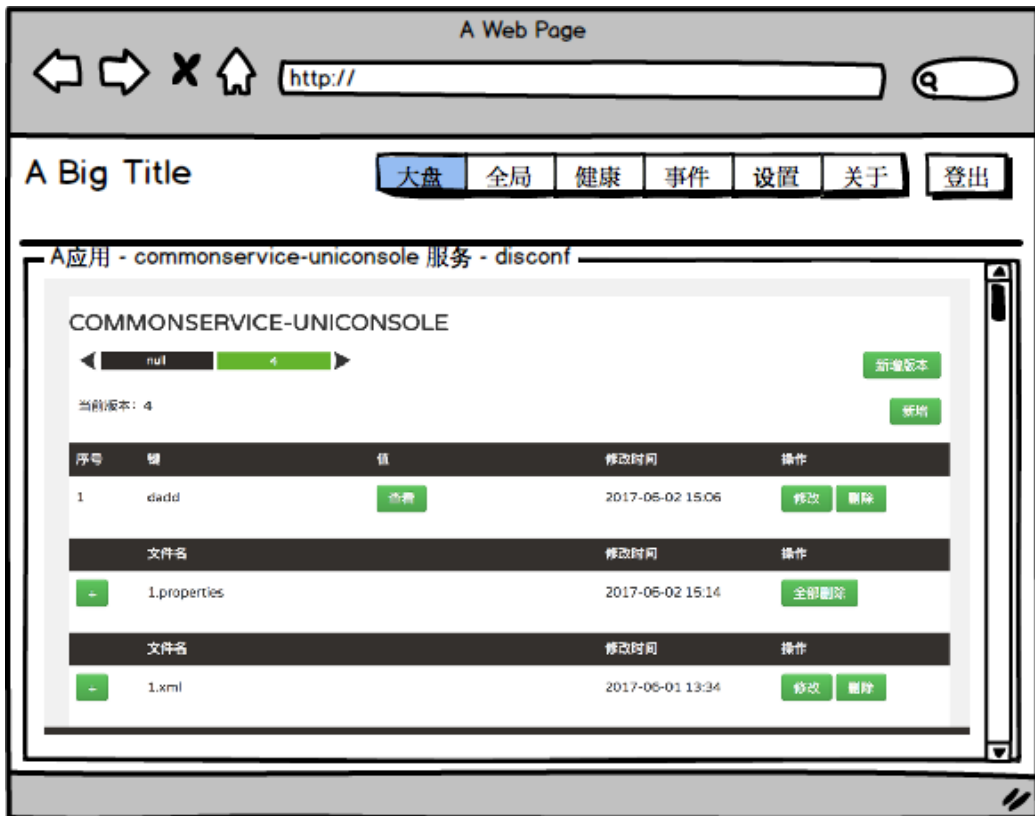 A Web Page
http://
A Big Title 大盘 全局 健康 事件 设置 关于 登出
A应用 - commonservice-uniconsole 服务 - disconf
COMMONSERVICE-UNICONSOLE
null 4 新增版本
当前版本：4 新增
序号 键 值 修改时间 操作
1 dadd 查看 2017-06-02 15:06 修改 删除
文件名 修改时间 操作
+ 1.properties 2017-06-02 15:14 全部删除
文件名 修改时间 操作
+ 1.xml 2017-06-01 13:34 修改 删除